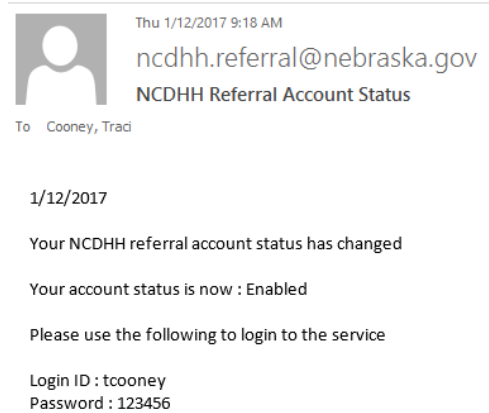 Thu 1/12/2017 9:18 AM
ncdhh.referral@nebraska.gov
NCDHH Referral Account Status
To Cooney, Traci
1/12/2017
Your NCDHH referral account status has changed
Your account status is now : Enabled
Please use the following to login to the service
Login ID : tcooney
Password : 123456